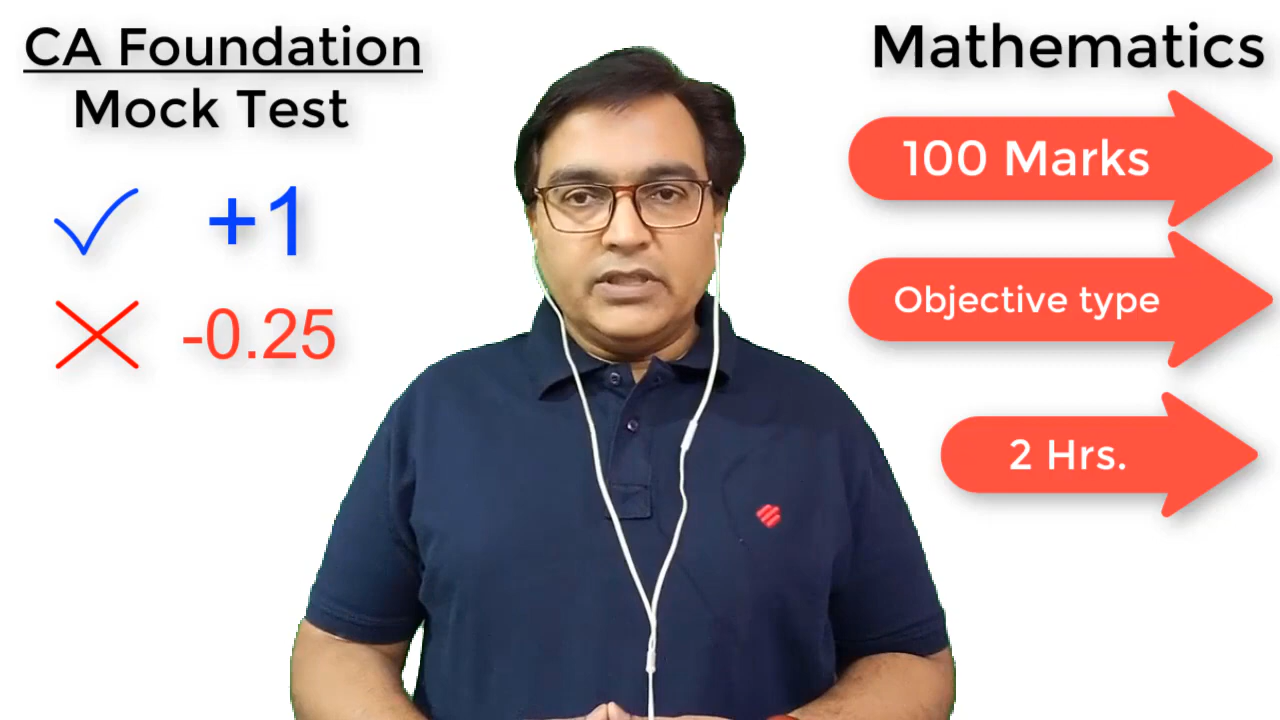 CA Foundation
Mock Test
+1
-0.25
Mathematics
100 Marks
Objective type
2 Hrs.